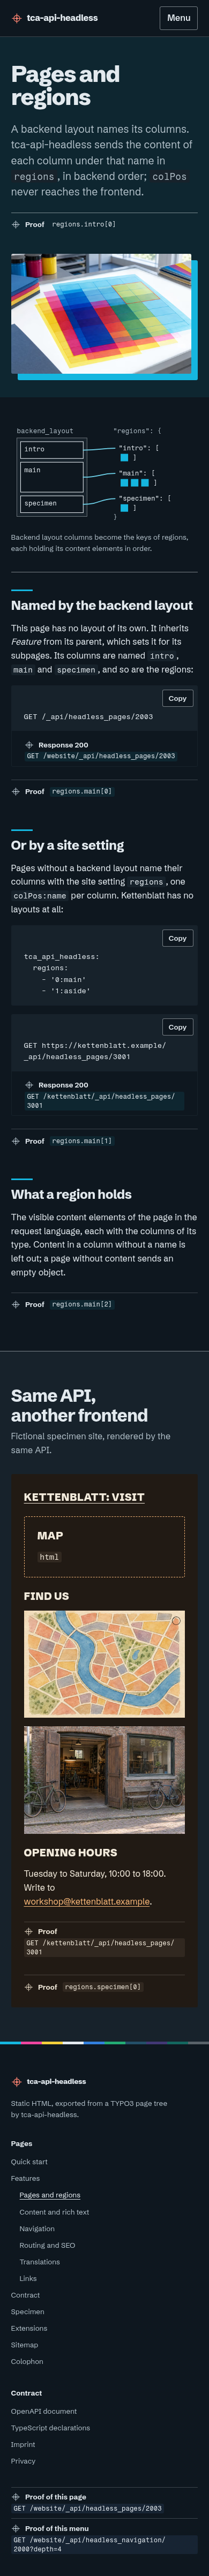 tca-api-headless
Menu
Pages and
regions
A backend layout names its columns.
tca-api-headless sends the content of
each column under that name in
regions, in backend order; colPos
never reaches the frontend.
Proof regions.intro[0]
backend_layout
"regions": {
intro
"intro": [
]
main
"main": [
]
specimen
"specimen": [
]
}
Backend layout columns become the keys of regions,
each holding its content elements in order.
Named by the backend layout
This page has no layout of its own. It inherits
Feature from its parent, which sets it for its
subpages. Its columns are named intro,
main and specimen, and so are the regions:
Copy
GET /_api/headless_pages/2003
Response 200
GET /website/_api/headless_pages/2003
Proof regions.main[0]
Or by a site setting
Pages without a backend layout name their
columns with the site setting regions, one
colPos:name per column. Kettenblatt has no
layouts at all:
Copy
tca_api_headless:
regions:
- '0:main'
- '1:aside'
Copy
GET https://kettenblatt.example/
_api/headless_pages/3001
Response 200
GET /kettenblatt/_api/headless_pages/
3001
Proof regions.main[1]
What a region holds
The visible content elements of the page in the
request language, each with the columns of its
type. Content in a column without a name is
left out; a page without content sends an
empty object.
Proof regions.main[2]
Same API,
another frontend
Fictional specimen site, rendered by the
same API.
KETTENBLATT: VISIT
MAP
html
FIND US
OPENING HOURS
Tuesday to Saturday, 10:00 to 18:00.
Write to
workshop@kettenblatt.example.
Proof
GET /kettenblatt/_api/headless_pages/
3001
Proof regions.specimen[0]
tca-api-headless
Static HTML, exported from a TYPO3 page tree
by tca-api-headless.
Pages
Quick start
Features
Pages and regions
Content and rich text
Navigation
Routing and SEO
Translations
Links
Contract
Specimen
Extensions
Sitemap
Colophon
Contract
OpenAPI document
TypeScript declarations
Imprint
Privacy
Proof of this page
GET /website/_api/headless_pages/2003
Proof of this menu
GET /website/_api/headless_navigation/
2000?depth=4